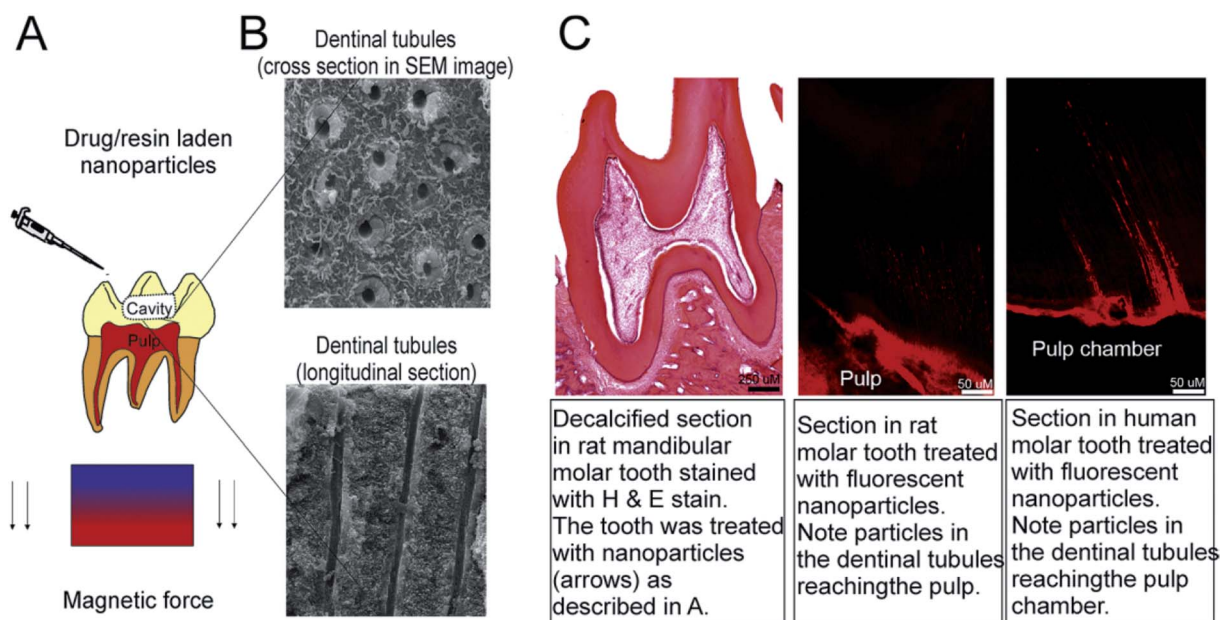 A
Drug/resin laden
nanoparticles
Cavity
Pulp
Magnetic force
B
Dentinal tubules
(cross section in SEM image)
Dentinal tubules
(longitudinal section)
C
250 uM
Decalcified section
in rat mandibular
molar tooth stained
with H & E stain.
The tooth was treated
with nanoparticles
(arrows) as
described in A.
Pulp
50 uM
Section in rat
molar tooth treated
with fluorescent
nanoparticles.
Note particles in
the dentinal tubules
reachingthe pulp.
Pulp chamber
50 uM
Section in human
molar tooth treated
with fluorescent
nanoparticles.
Note particles in
the dentinal tubules
reachingthe pulp
chamber.